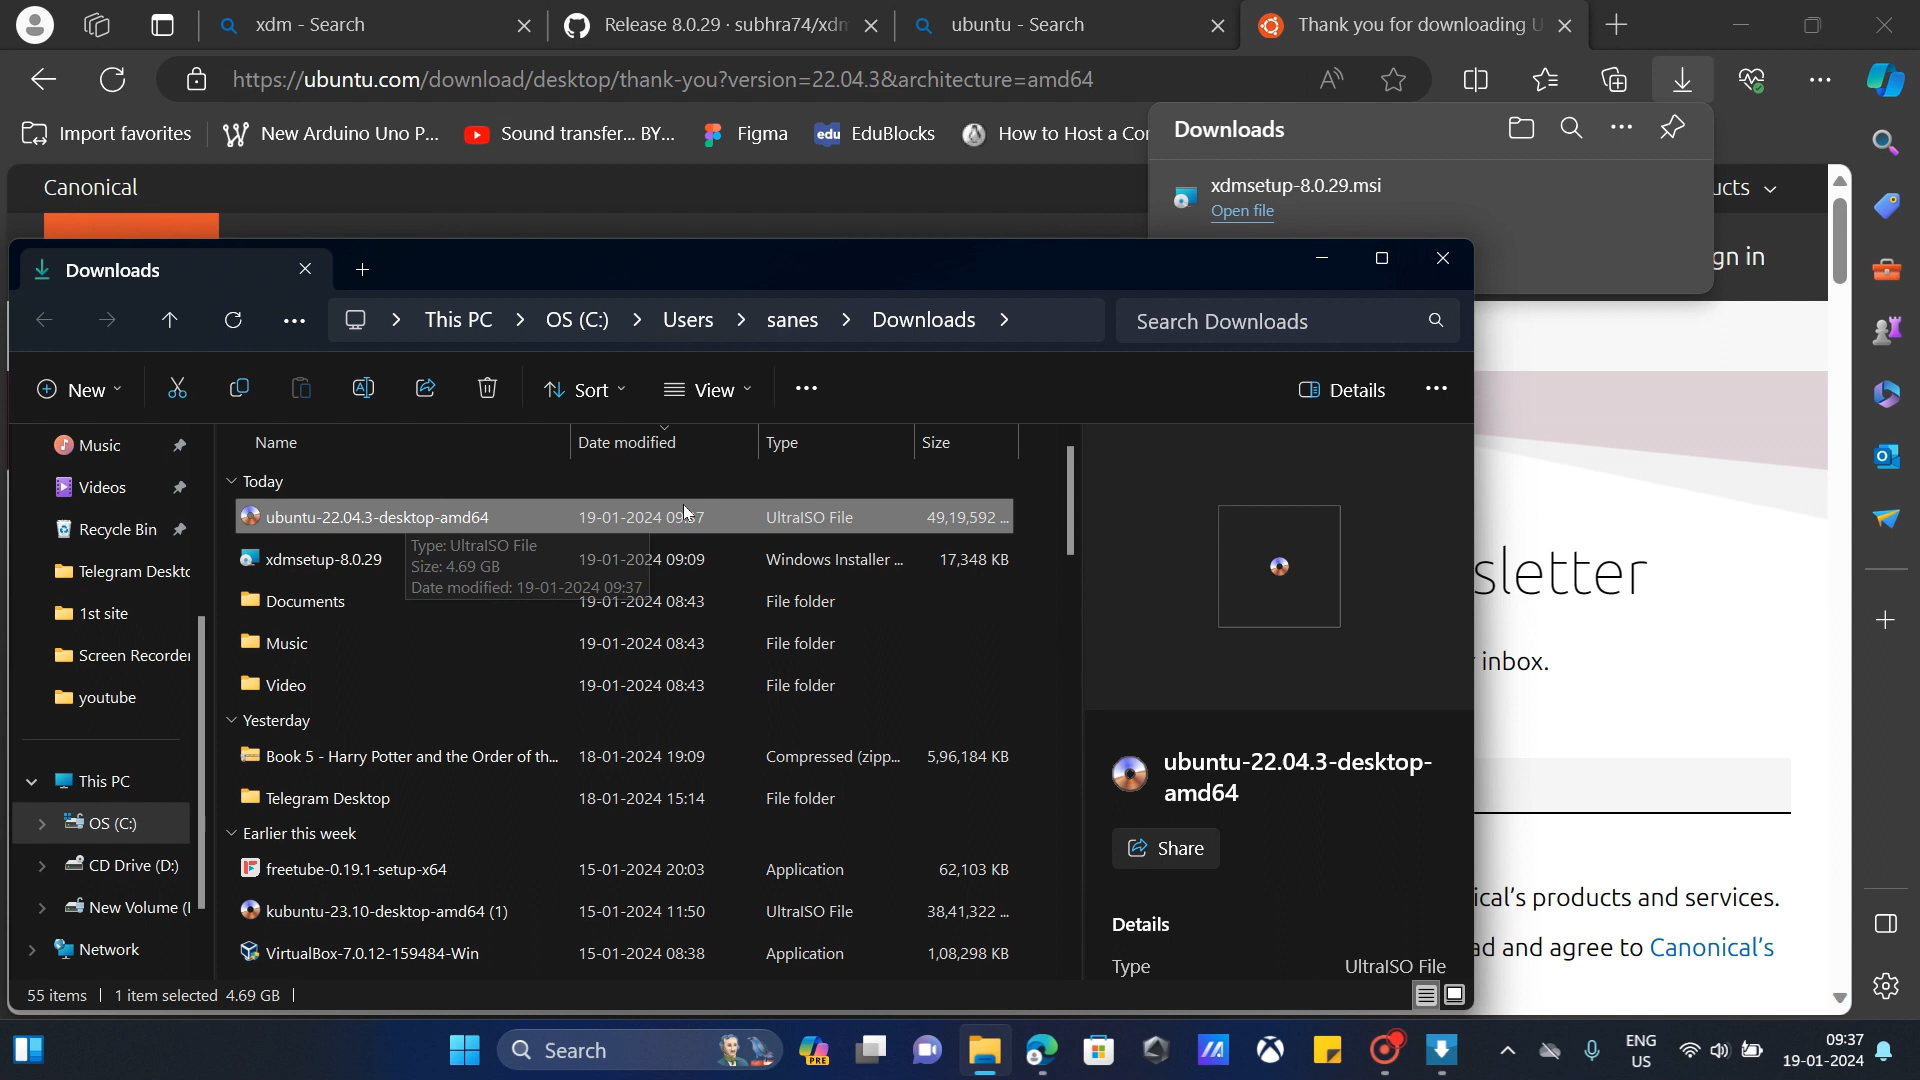 xdm - Search
Release 8.0.29 · subhra74/xdm
ubuntu - Search
Thank you for downloading U
https://ubuntu.com/download/desktop/thank-you?version=22.04.3&architecture=amd64
Import favorites
New Arduino Uno P...
Sound transfer... BY...
Figma
edu
EduBlocks
How to Host a Cor
Downloads
xdmsetup-8.0.29.msi
Open file
Canonical
ucts
gn in
Downloads
This PC
OS (C:)
Users
sanes
Downloads
Search Downloads
New
Sort
View
Details
Music
Videos
Recycle Bin
Telegram Deskto
1st site
Screen Recorder
youtube
This PC
OS (C:)
CD Drive (D:)
New Volume (
Network
Name Date modified Type Size
Today
ubuntu-22.04.3-desktop-amd64 19-01-2024 09:37 UltraISO File 49,19,592 ...
Type: UltraISO File
Size: 4.69 GB
Date modified: 19-01-2024 09:37
xdmsetup-8.0.29 19-01-2024 09:09 Windows Installer ... 17,348 KB
Documents 19-01-2024 08:43 File folder
Music 19-01-2024 08:43 File folder
Video 19-01-2024 08:43 File folder
Yesterday
Book 5 - Harry Potter and the Order of th... 18-01-2024 19:09 Compressed (zipp... 5,96,184 KB
Telegram Desktop 18-01-2024 15:14 File folder
Earlier this week
freetube-0.19.1-setup-x64 15-01-2024 20:03 Application 62,103 KB
kubuntu-23.10-desktop-amd64 (1) 15-01-2024 11:50 UltraISO File 38,41,322 ...
VirtualBox-7.0.12-159484-Win 15-01-2024 08:38 Application 1,08,298 KB
ubuntu-22.04.3-desktop-
amd64
Share
Details
Type UltraISO File
55 items
1 item selected 4.69 GB
sletter
inbox.
ical's products and services.
ad and agree to Canonical's
Search
PRE
ENG
US
09:37
19-01-2024